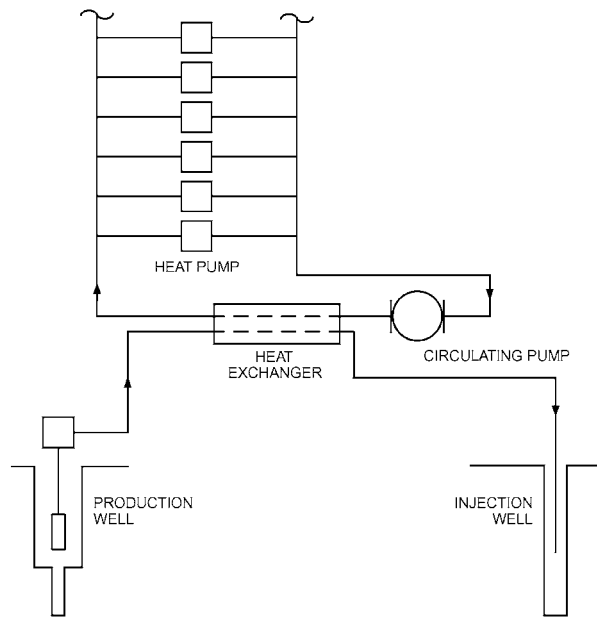 HEAT PUMP
HEAT
EXCHANGER
CIRCULATING PUMP
PRODUCTION
WELL
INJECTION
WELL